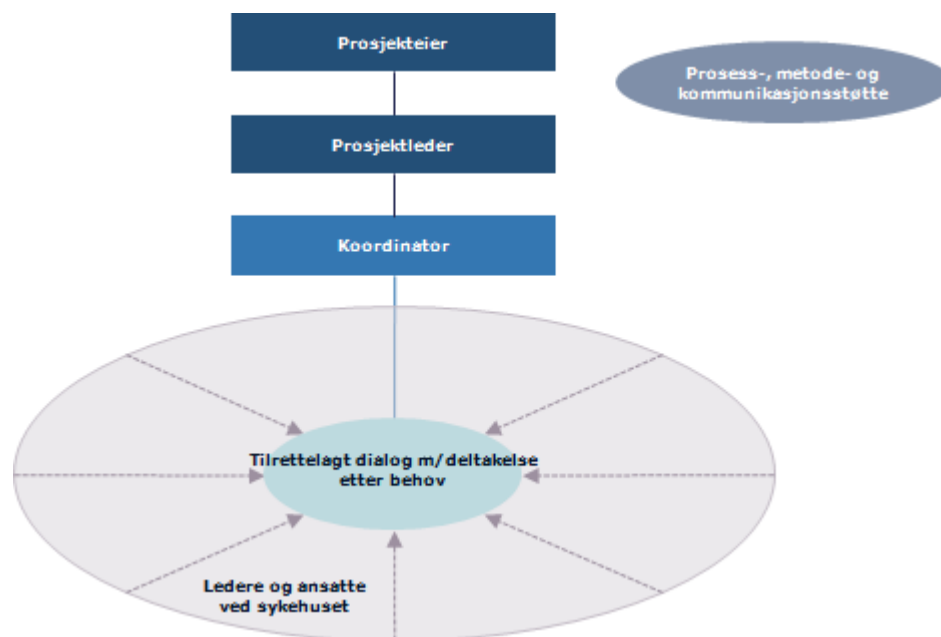 Prosjekteier
Prosess-, metode- og
kommunikasjonsstøtte
Prosjektleder
Koordinator
Tilrettelagt dialog m/deltakelse
etter behov
Ledere og ansatte
ved sykehuset